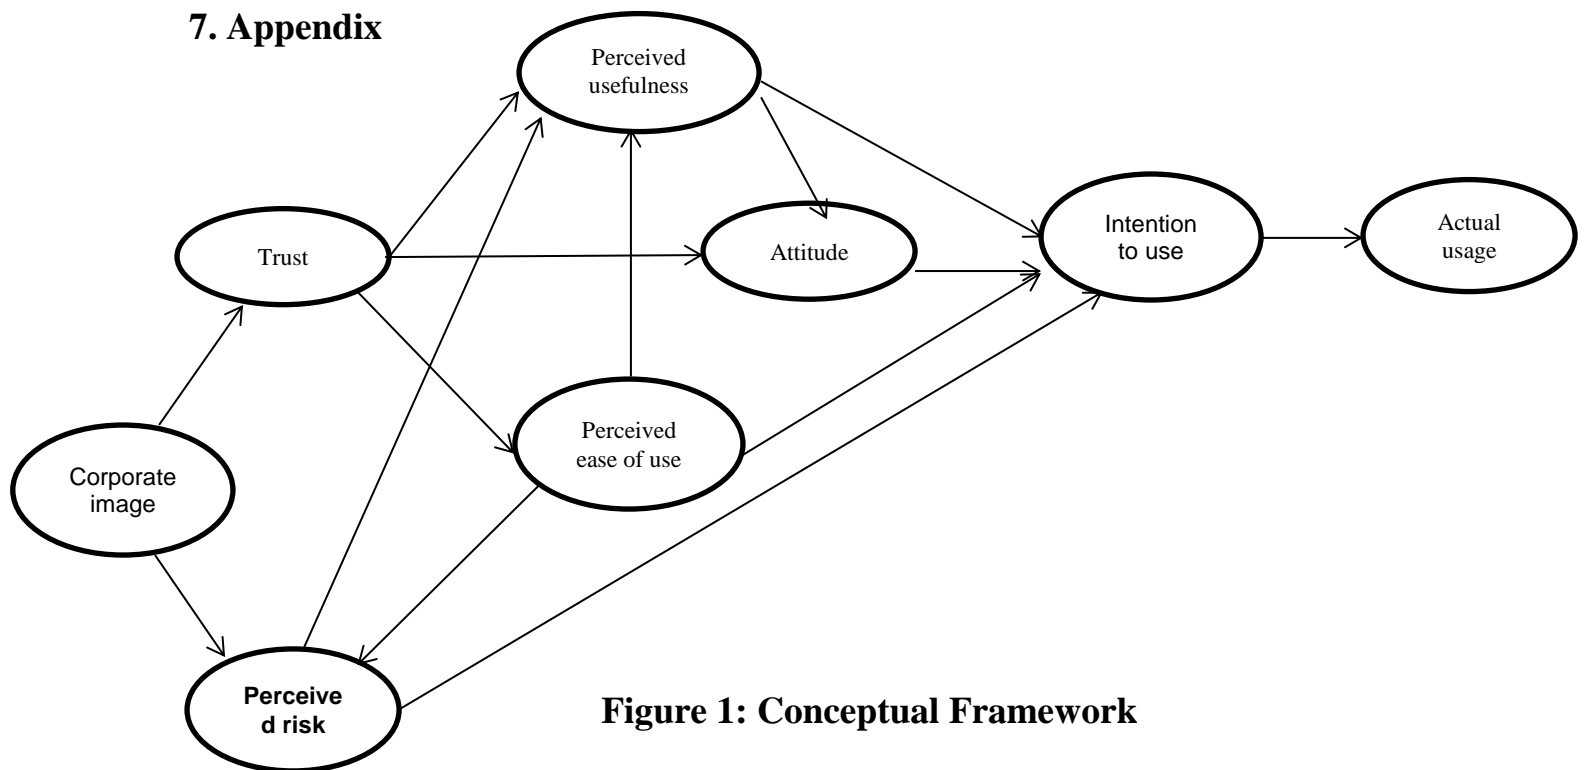 7. Appendix
Perceived
usefulness
Trust
Attitude
Intention
to use
Actual
usage
Perceived
ease of use
Corporate
image
Perceive
d risk
Figure 1: Conceptual Framework